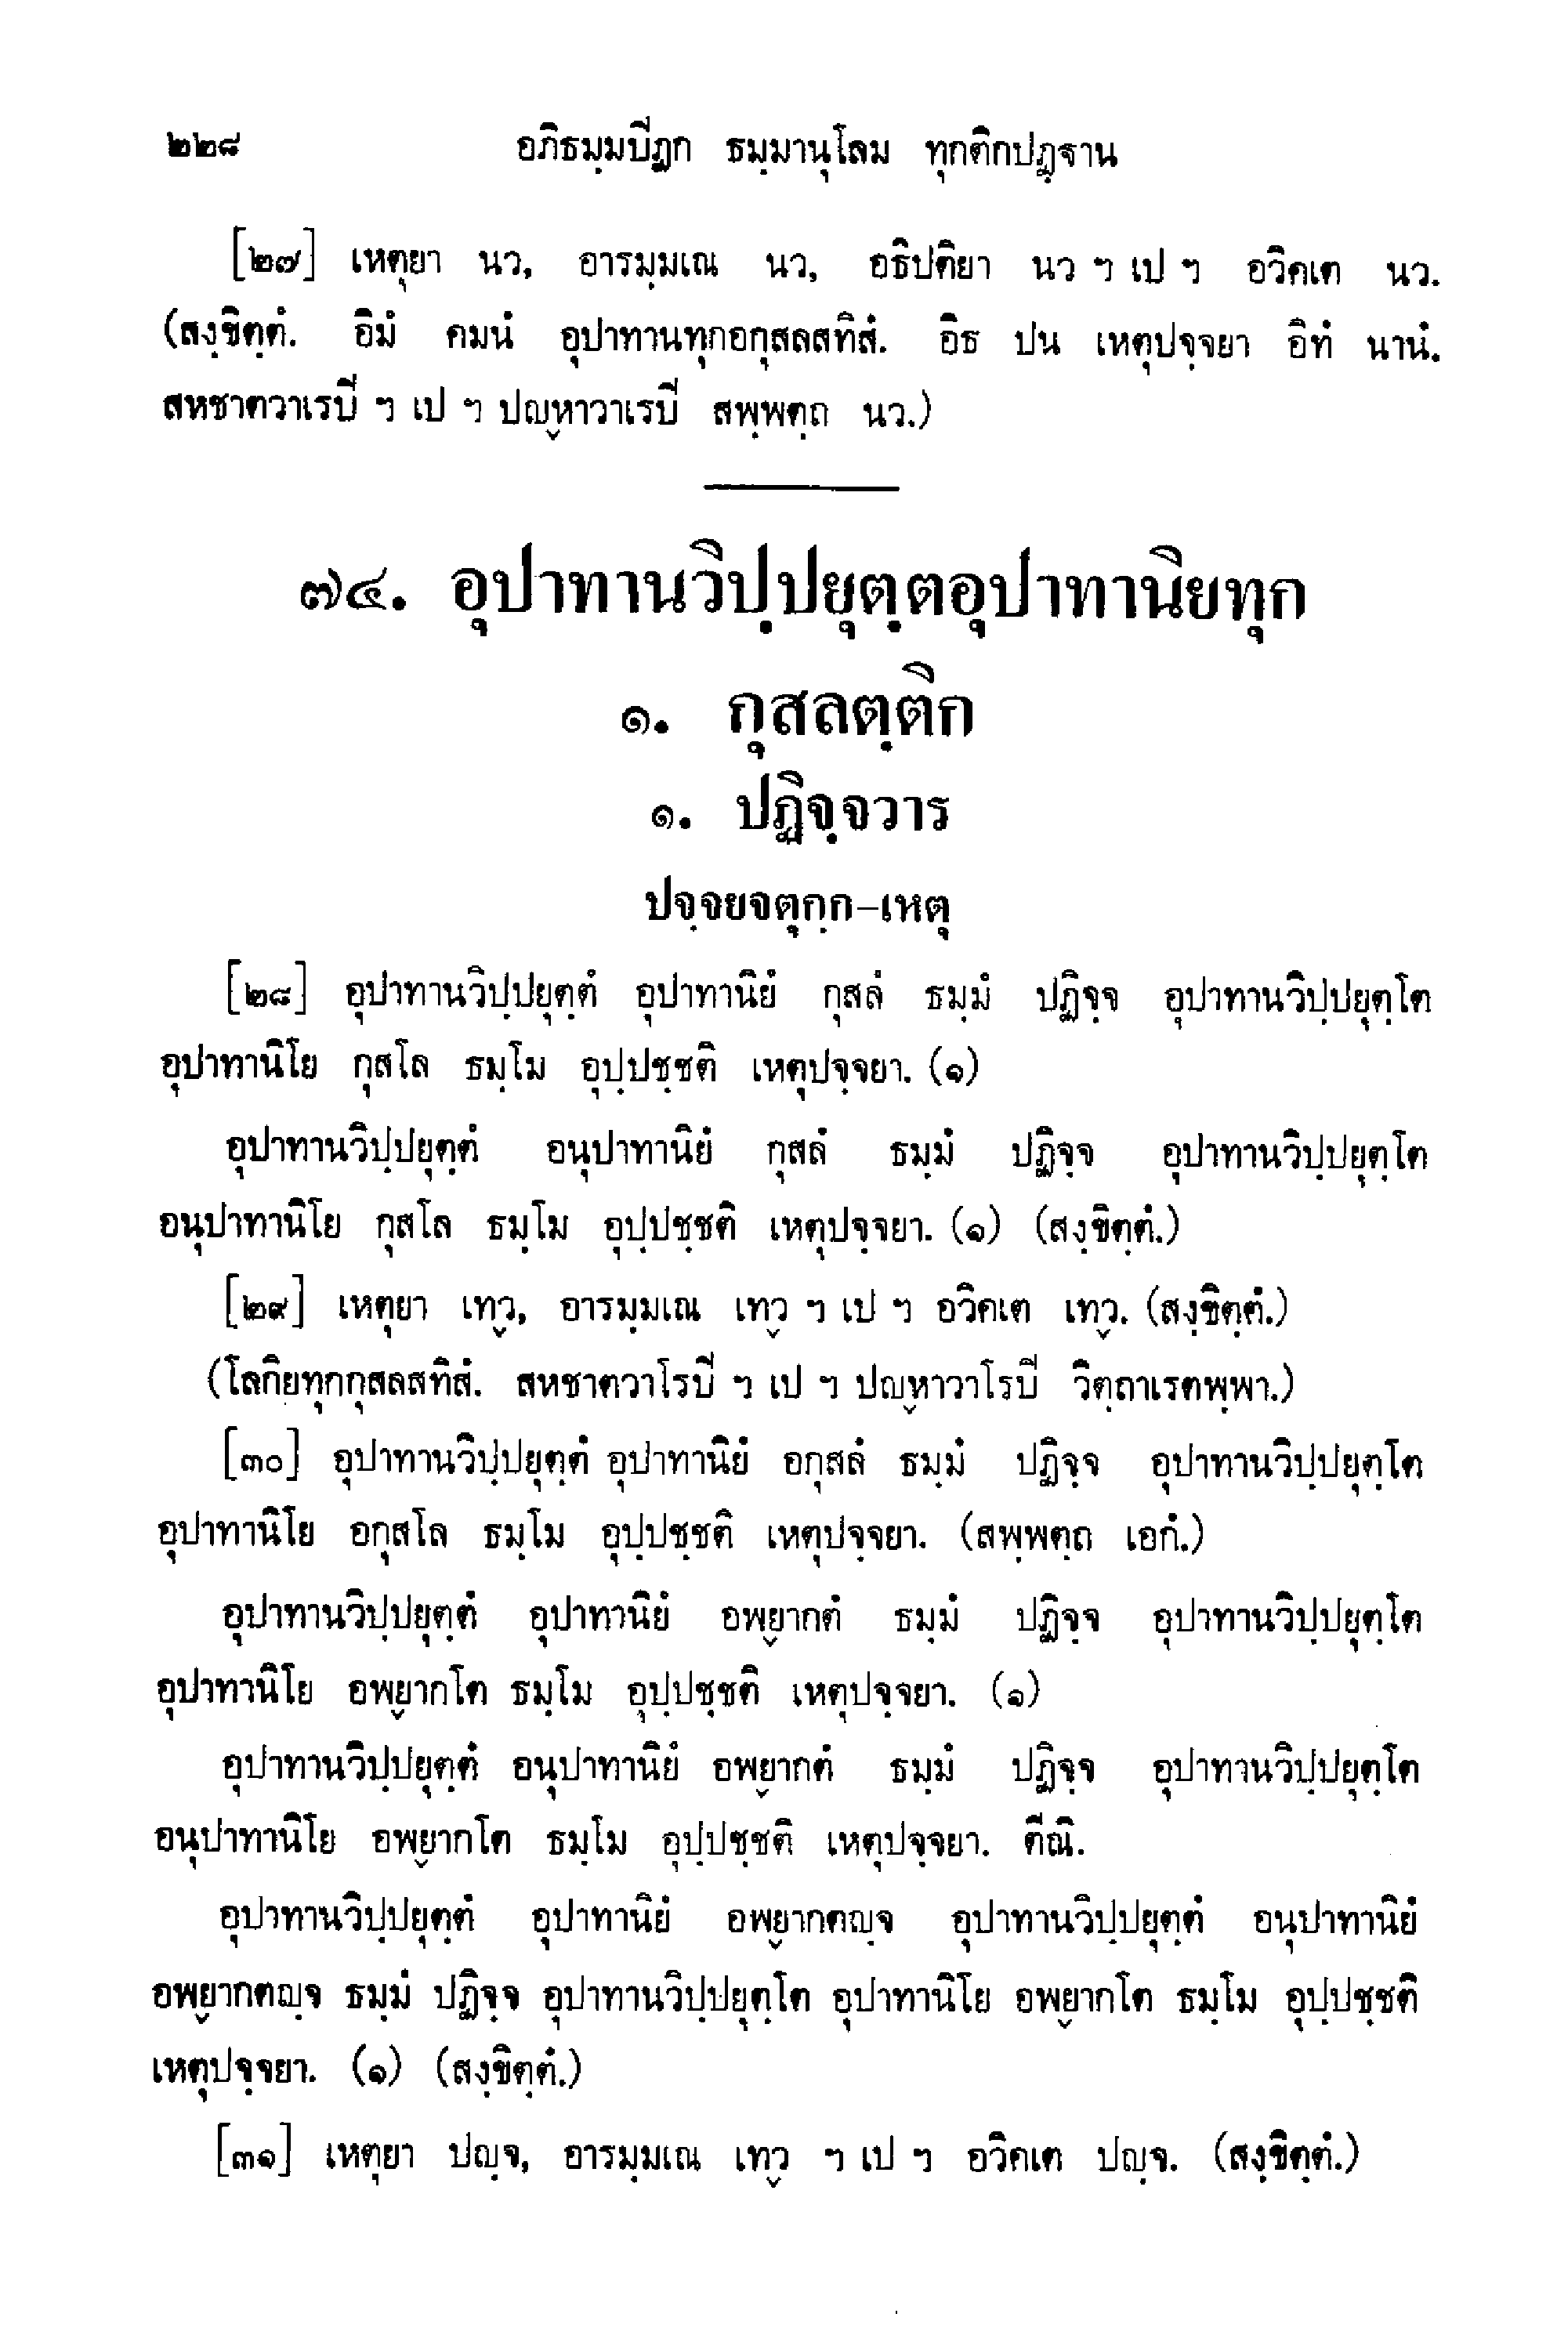 ๒๒๘ อภิธมฺมปิฏก ธมฺมานุโลม ทุกติกปฏฺฐาน
[๒๗] เหตุยา นว, อารมฺมเณ นว, อธิปติยา นว ฯ เป ฯ อวิคเต นว.
(สงฺขิตฺตํ. อิมํ คมนํ อุปาทานทุกอกุสลสทิสํ. อิธ ปน เหตุปจฺจยา อิทํ นานํ.
สหชาตวาเรปิ ฯ เป ฯ ปญฺหาวาเรปิ สพฺพตฺถ นว.)
๗๔. อุปาทานวิปฺปยุตฺตอุปาทานิยทุก
๑. กุสลตฺติก
๑. ปฏิจฺจวาร
ปจฺจยจตุกฺก-เหตุ
[๒๘] อุปาทานวิปฺปยุตฺตํ อุปาทานิยํ กุสลํ ธมฺมํ ปฏิจฺจ อุปาทานวิปฺปยุตฺโต
อุปาทานิโย กุสโล ธมฺโม อุปฺปชฺชติ เหตุปจฺจยา. (๑)
อุปาทานวิปฺปยุตฺตํ อนุปาทานิยํ กุสลํ ธมฺมํ ปฏิจฺจ อุปาทานวิปฺปยุตฺโต
อนุปาทานิโย กุสโล ธมฺโม อุปฺปชฺชติ เหตุปจฺจยา. (๑) (สงฺขิตฺตํ.)
[๒๙] เหตุยา เทฺว, อารมฺมเณ เทฺว ฯ เป ฯ อวิคเต เทฺว. (สงฺขิตฺตํ.)
(โลกิยทุกกุสลสทิสํ. สหชาตวาโรปิ ฯ เป ฯ ปญฺหาวาโรปิ วิตฺถาเรตพฺพา.)
[๓๐] อุปาทานวิปฺปยุตฺตํ อุปาทานิยํ อกุสลํ ธมฺมํ ปฏิจฺจ อุปาทานวิปฺปยุตฺโต
อุปาทานิโย อกุสโล ธมฺโม อุปฺปชฺชติ เหตุปจฺจยา. (สพฺพตฺถ เอกํ.)
อุปาทานวิปฺปยุตฺตํ อุปาทานิยํ อพฺยากตํ ธมฺมํ ปฏิจฺจ อุปาทานวิปฺปยุตฺโต
อุปาทานิโย อพฺยากโต ธมฺโม อุปฺปชฺชติ เหตุปจฺจยา. (๑)
อุปาทานวิปฺปยุตฺตํ อนุปาทานิยํ อพฺยากตํ ธมฺมํ ปฏิจฺจ อุปาทานวิปฺปยุตฺโต
อนุปาทานิโย อพฺยากโต ธมฺโม อุปฺปชฺชติ เหตุปจฺจยา. ตีณิ.
อุปาทานวิปฺปยุตฺตํ อุปาทานิยํ อพฺยากตญฺจ อุปาทานวิปฺปยุตฺตํ อนุปาทานิยํ
อพฺยากตญฺจ ธมฺมํ ปฏิจฺจ อุปาทานวิปฺปยุตฺโต อุปาทานิโย อพฺยากโต ธมฺโม อุปฺปชฺชติ
เหตุปจฺจยา. (๑) (สงฺขิตฺตํ.)
[๓๑] เหตุยา ปญฺจ, อารมฺมเณ เทฺว ฯ เป ฯ อวิคเต ปญฺจ. (สงฺขิตฺตํ.)